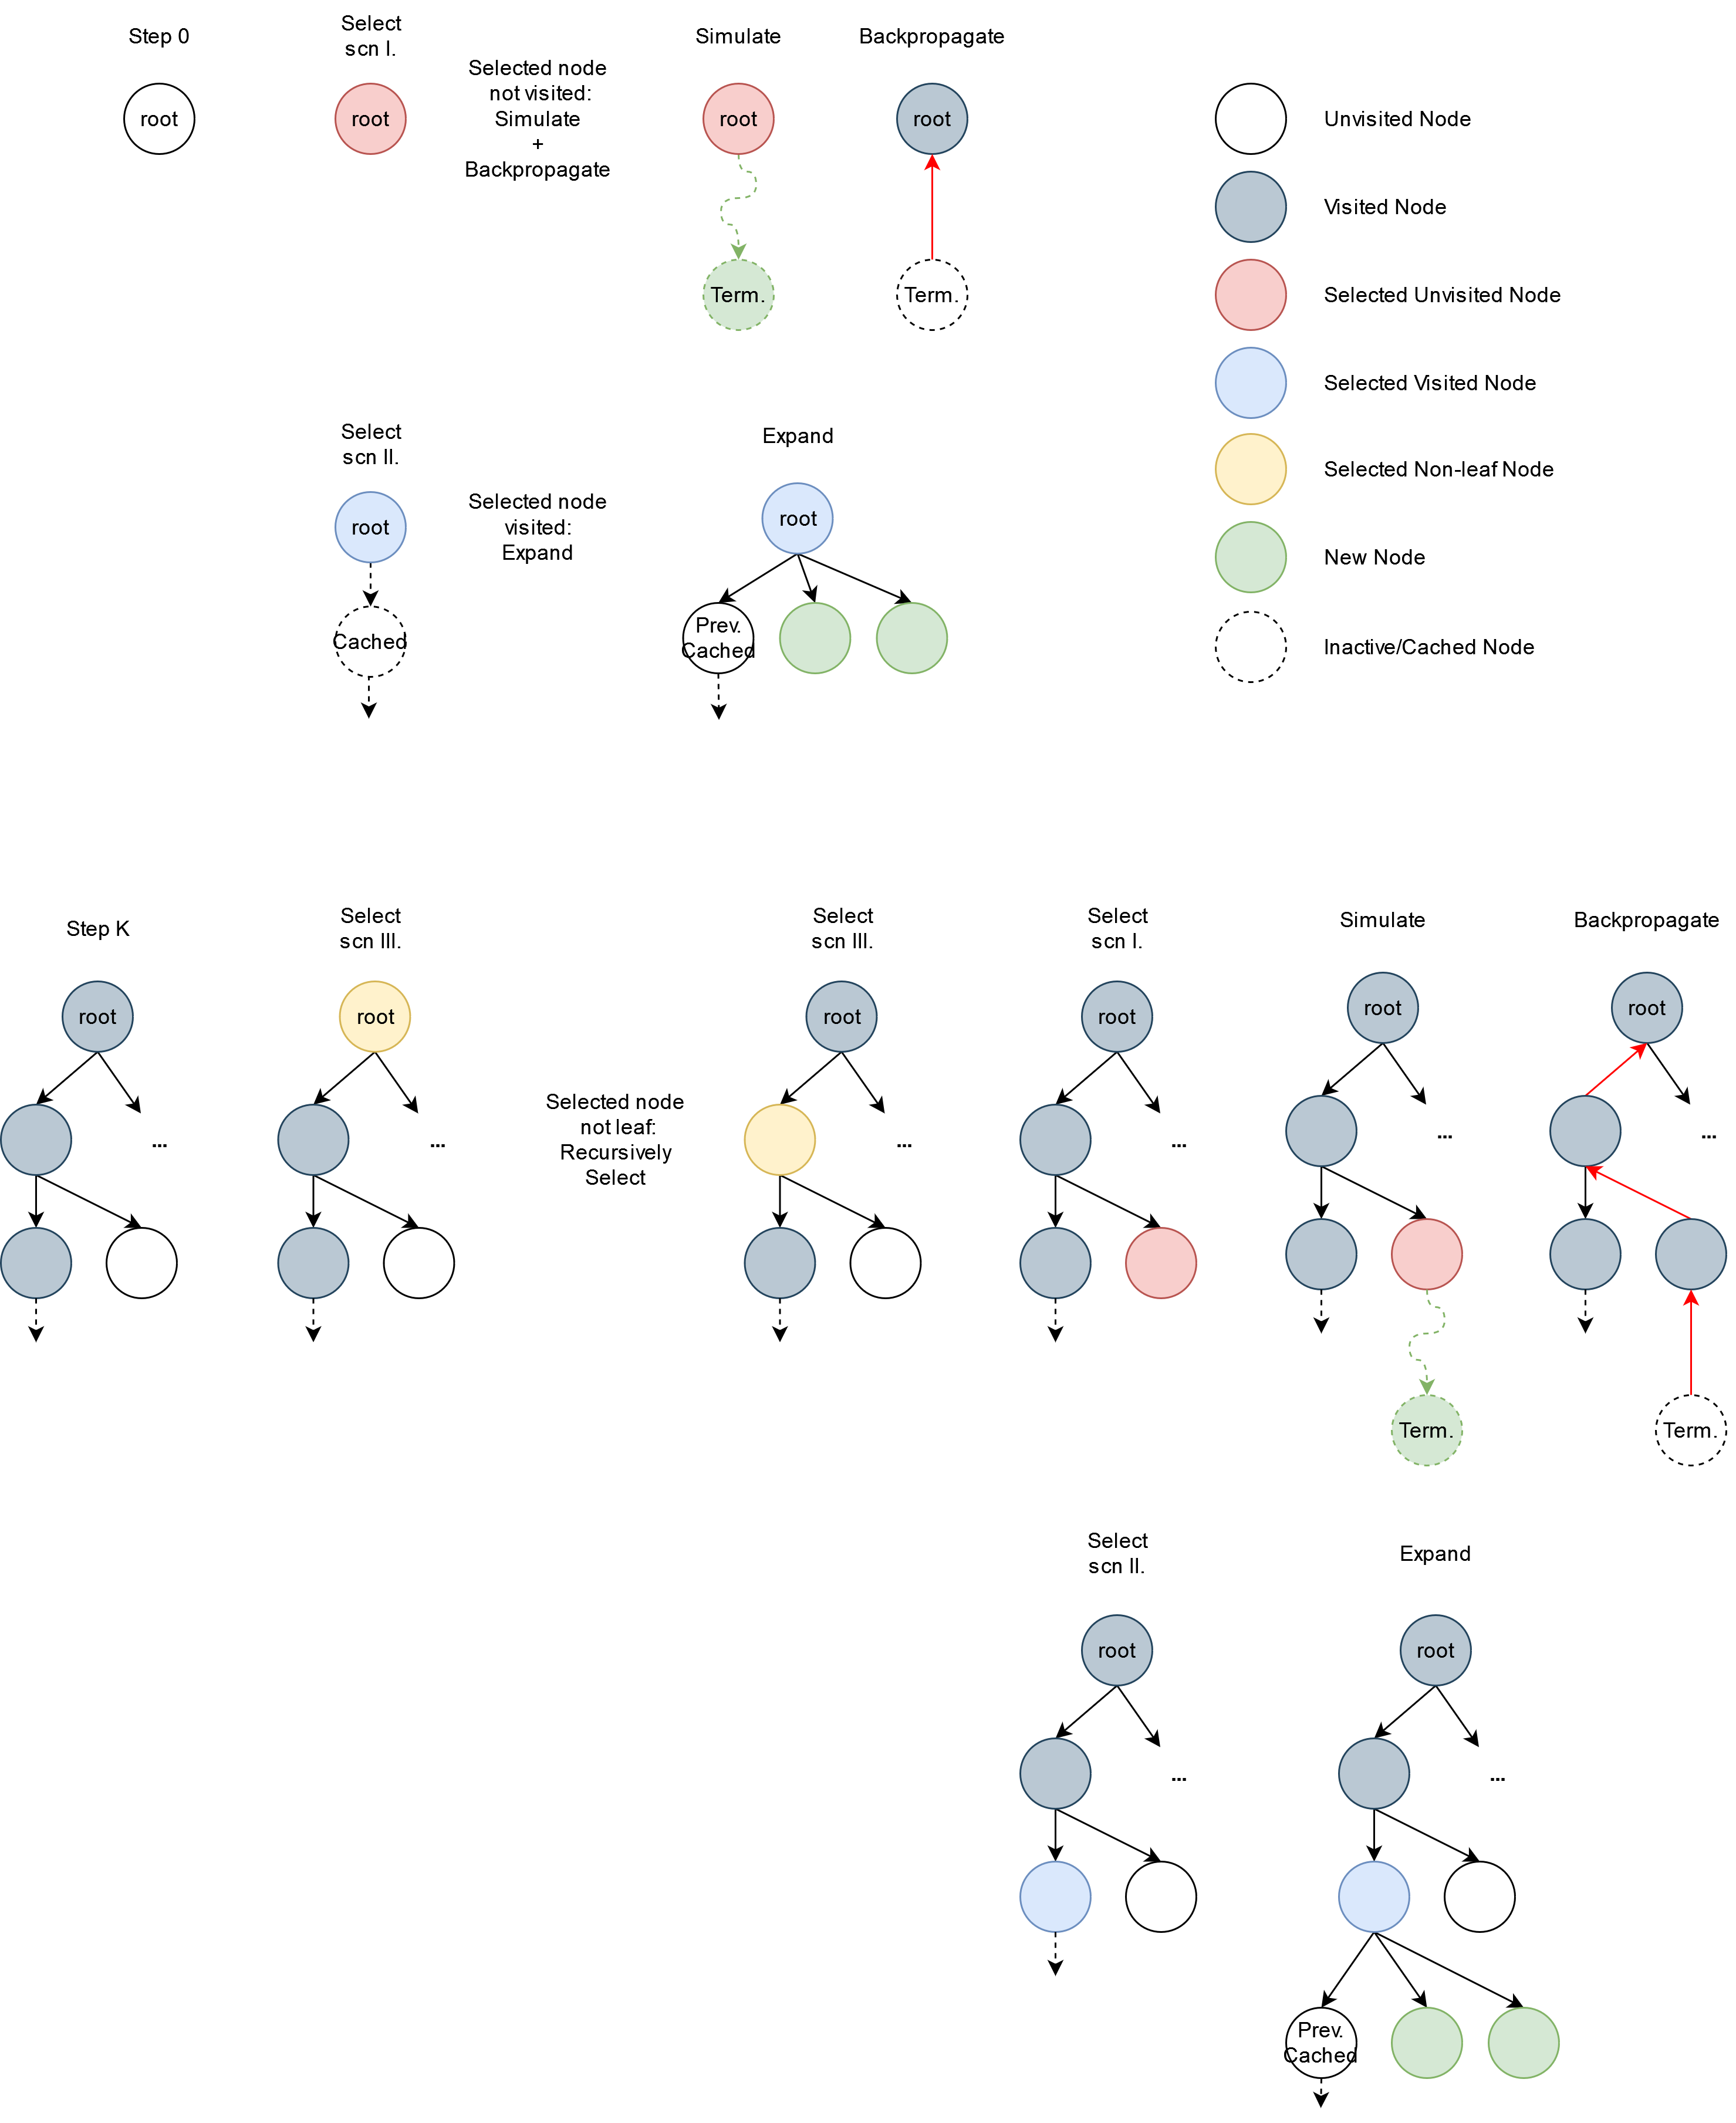 Step 0
Select
scn I.
Selected node
not visited:
Simulate
+
Backpropagate
Simulate
Backpropagate
root
root
root
root
Term.
Term.
Unvisited Node
Visited Node
Selected Unvisited Node
Selected Visited Node
Selected Non-leaf Node
New Node
Inactive/Cached Node
Select
scn II.
Selected node
visited:
Expand
Expand
root
root
Cached
Prev.
Cached
Step K
Select
scn III.
Selected node
not leaf:
Recursively
Select
Select
scn III.
Select
scn I.
Simulate
Backpropagate
root
root
root
root
root
root
...
...
...
...
...
...
Term.
Term.
Select
scn II.
Expand
root
root
...
...
Prev.
Cached